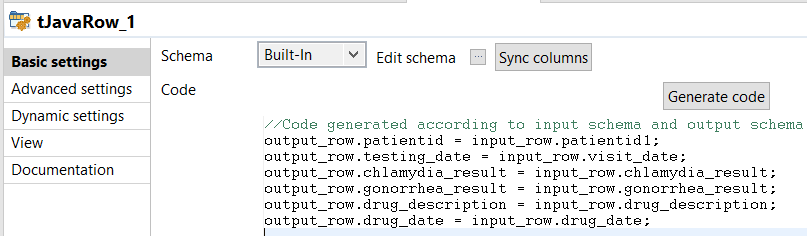 tJavaRow_1
Basic settings
Advanced settings
Dynamic settings
View
Documentation
Schema
Built-In
Edit schema
...
Sync columns
Code
Generate code
//Code generated according to input schema and output schema
output_row.patientid = input_row.patientid1;
output_row.testing_date = input_row.visit_date;
output_row.chlamydia_result = input_row.chlamydia_result;
output_row.gonorrhea_result = input_row.gonorrhea_result;
output_row.drug_description = input_row.drug_description;
output_row.drug_date = input_row.drug_date;